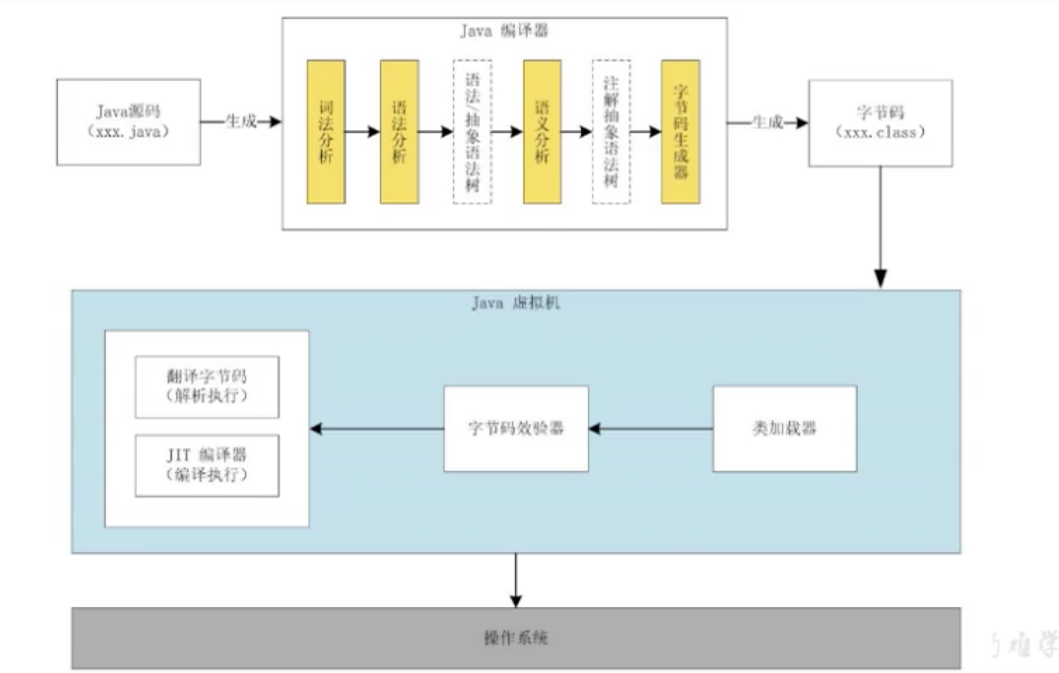 Java 编译器
Java源码
（xxx.java）
生成
词法分析
语法分析
语法/抽象语法树
语义分析
注解抽象语法树
字节码生成器
生成
字节码
（xxx.class）
Java 虚拟机
翻译字节码
（解析执行）
JIT 编译器
（编译执行）
字节码效验器
类加载器
操作系统
难学